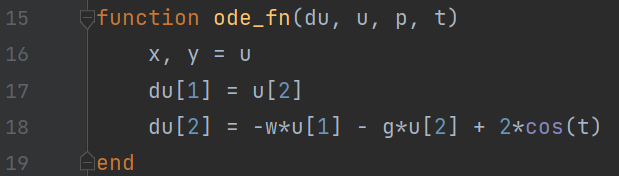 15 function ode_fn(du, u, p, t)
16     x, y = u
17     du[1] = u[2]
18     du[2] = -w*u[1] - g*u[2] + 2*cos(t)
19 end